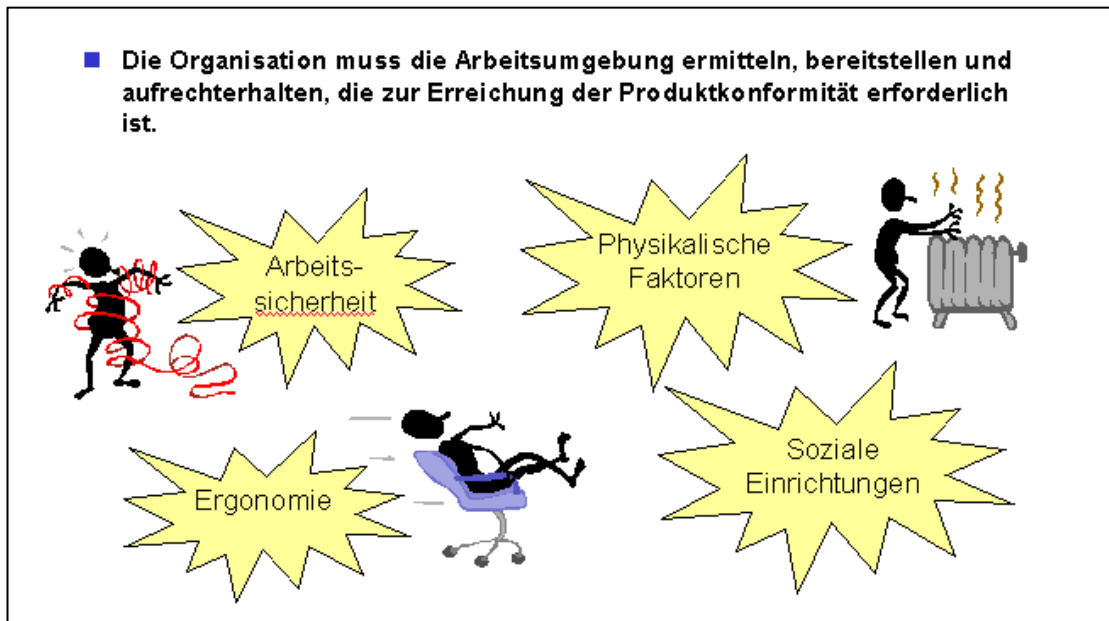 Die Organisation muss die Arbeitsumgebung ermitteln, bereitstellen und
aufrechterhalten, die zur Erreichung der Produktkonformität erforderlich
ist.
Arbeits-
sicherheit
Physikalische
Faktoren
Ergonomie
Soziale
Einrichtungen